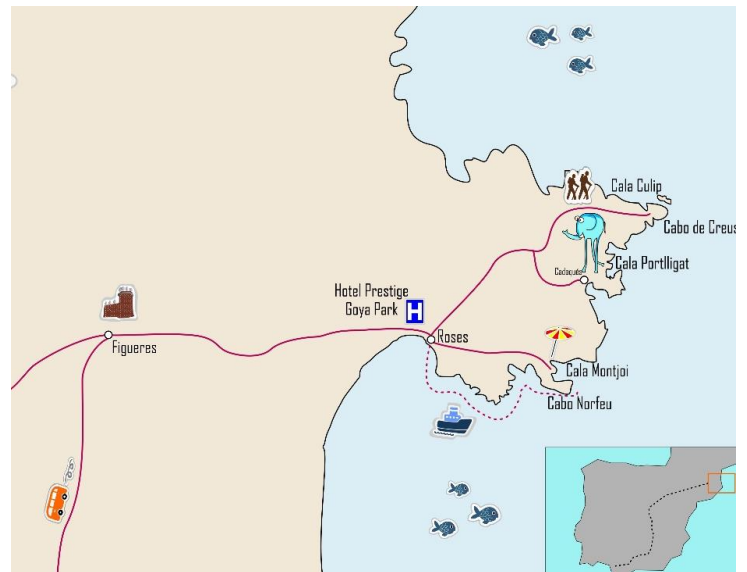 Cala Culip
Cabo de Creus
Cala Portlligat
Cadaqués
Hotel Prestige
Goya Park
H
Roses
Figueres
Cala Montjoi
Cabo Norfeu